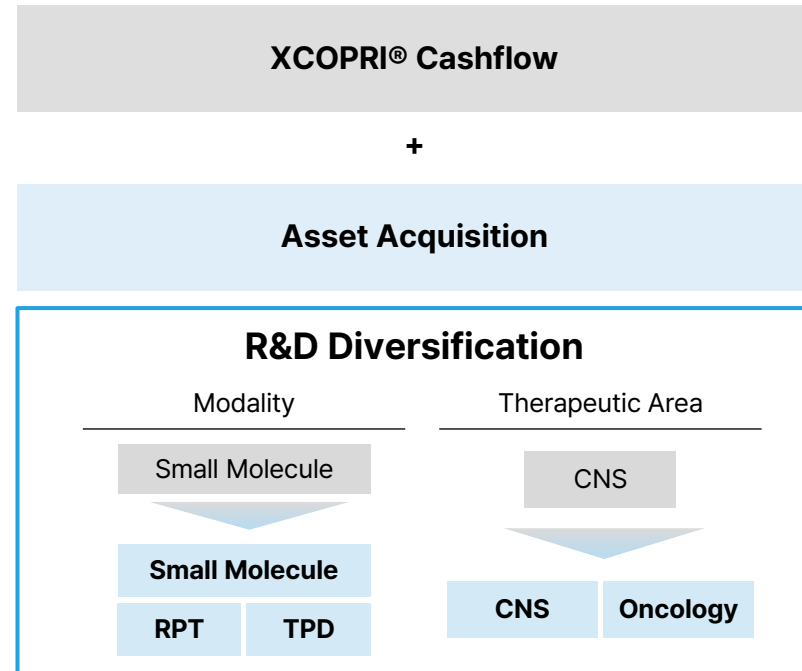 XCOPRI® Cashflow
+
Asset Acquisition
R&D Diversification
Modality
Small Molecule
Small Molecule
RPT TPD
Therapeutic Area
CNS
CNS Oncology